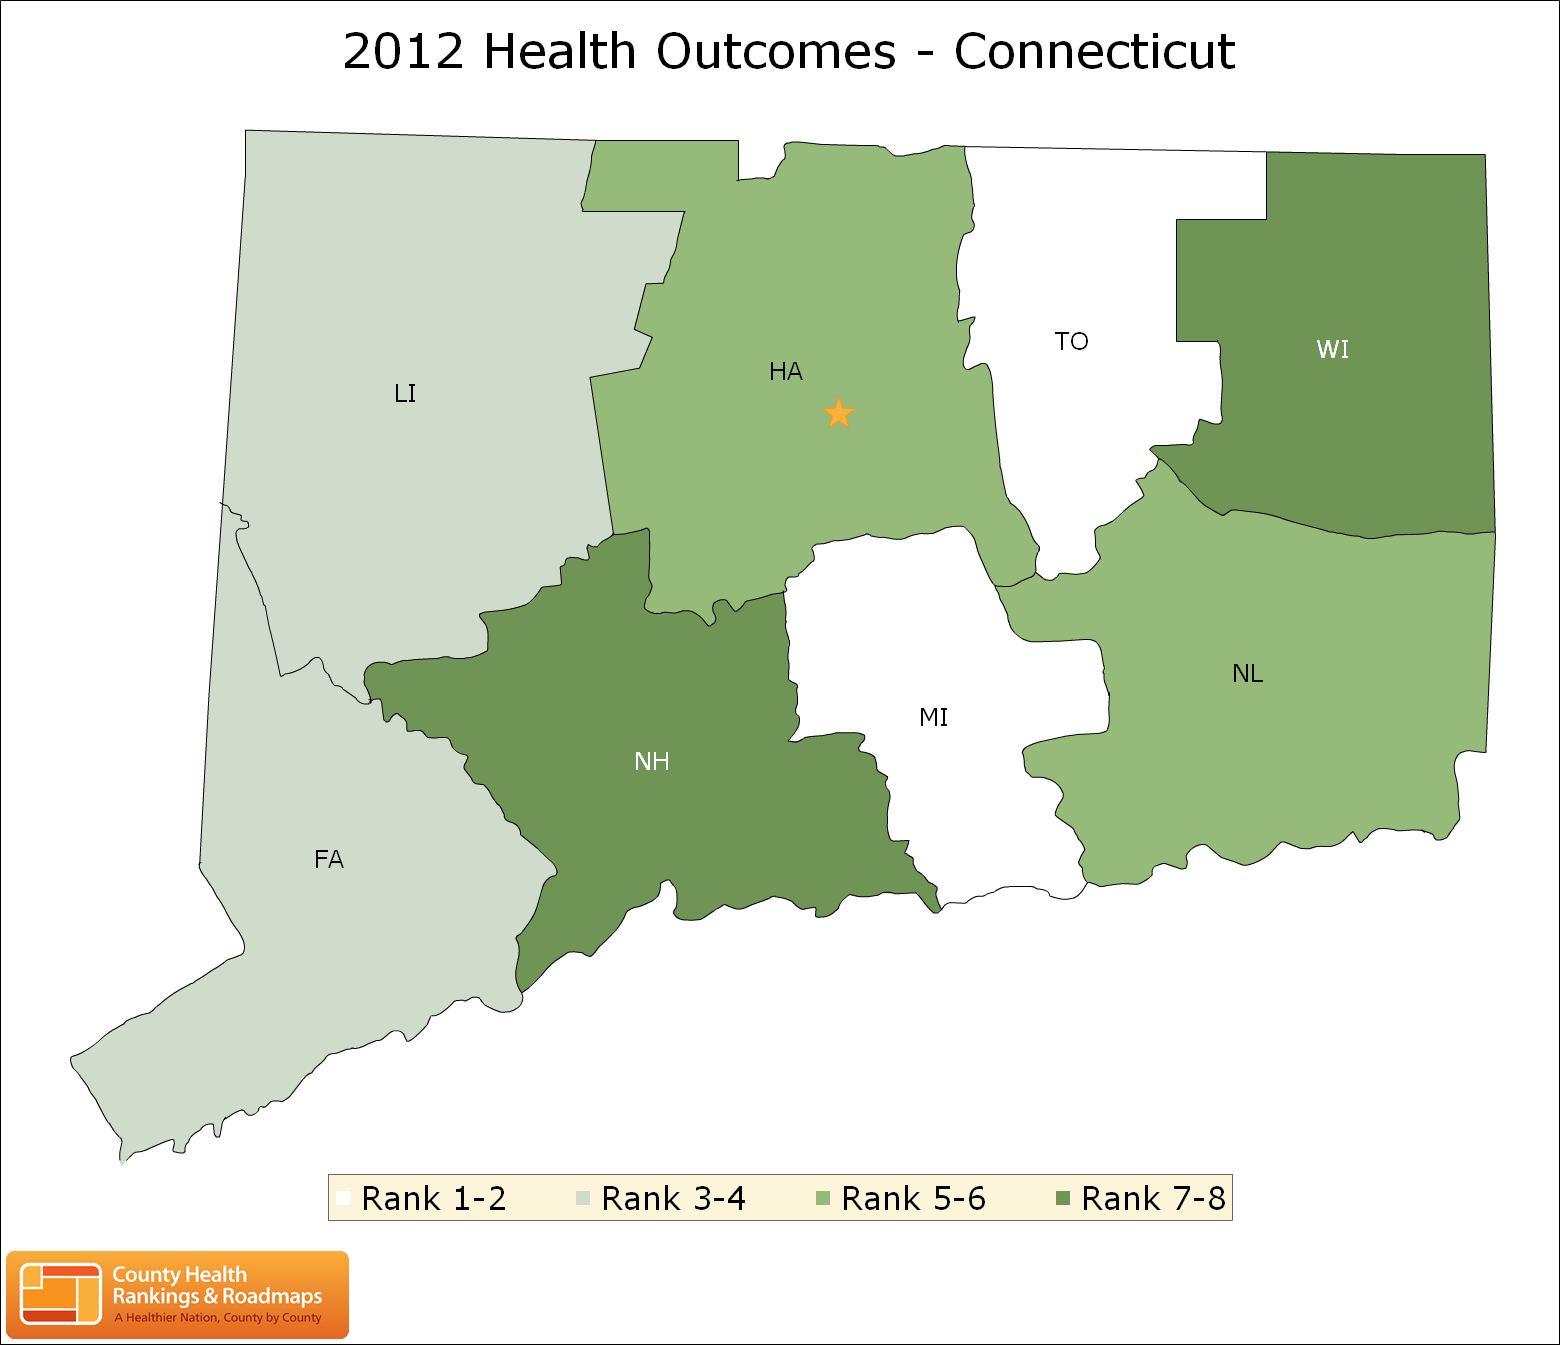 2012 Health Outcomes - Connecticut
TO
WI
HA
LI
NL
MI
NH
FA
Rank 1-2
Rank 3-4
Rank 5-6
Rank 7-8
County Health
Rankings & Roadmaps
A Healthier Nation, County by County